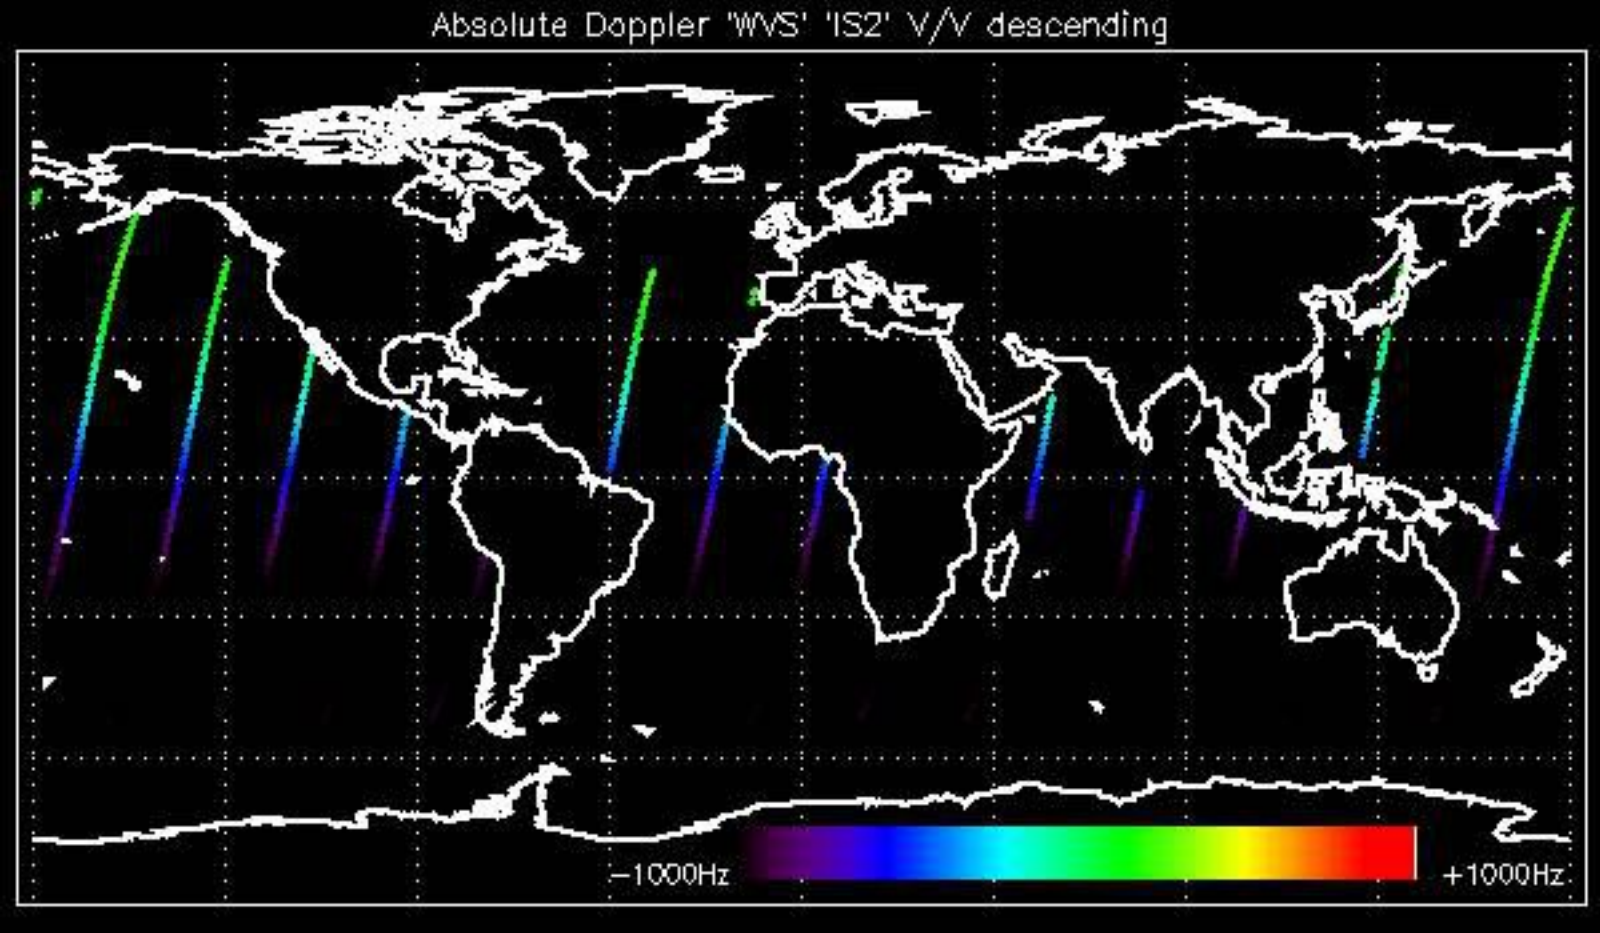 Absolute Doppler 'WVS' 'IS2' V/V descending
-1000Hz +1000Hz